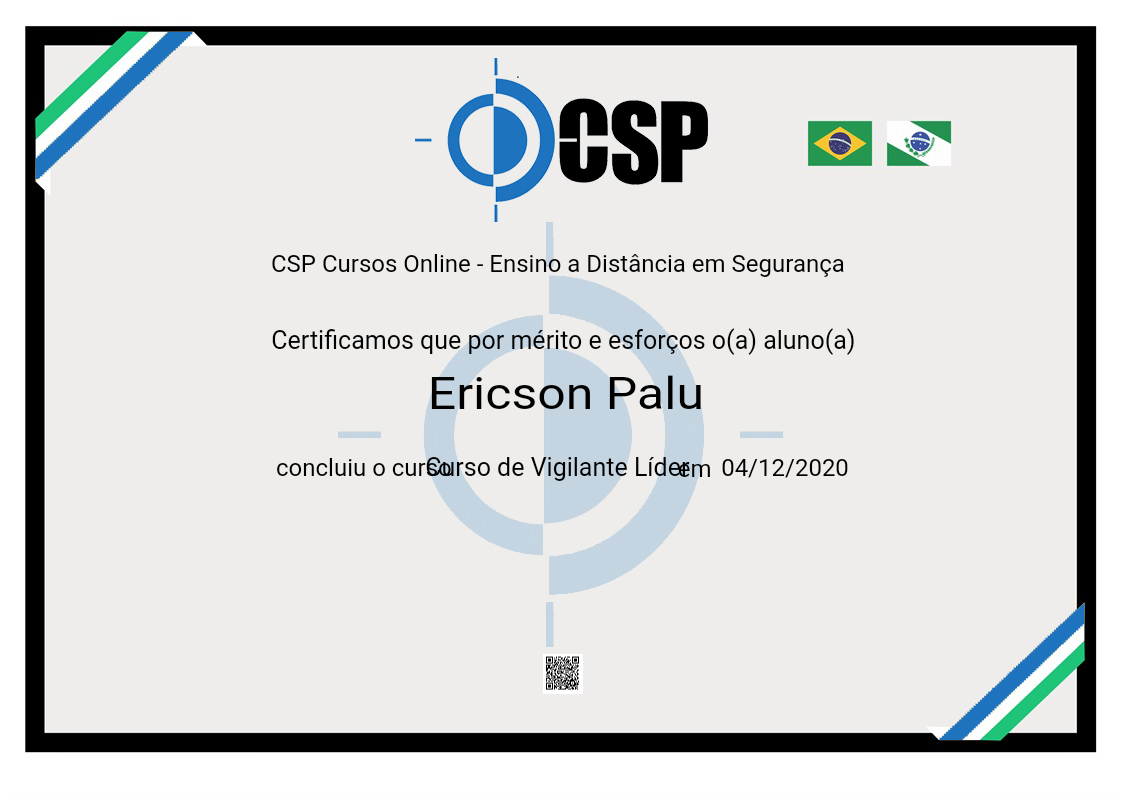 CSP
CSP Cursos Online - Ensino a Distância em Segurança
Certificamos que por mérito e esforços o(a) aluno(a)
Ericson Palu
concluiu o curso Curso de Vigilante Líder em 04/12/2020